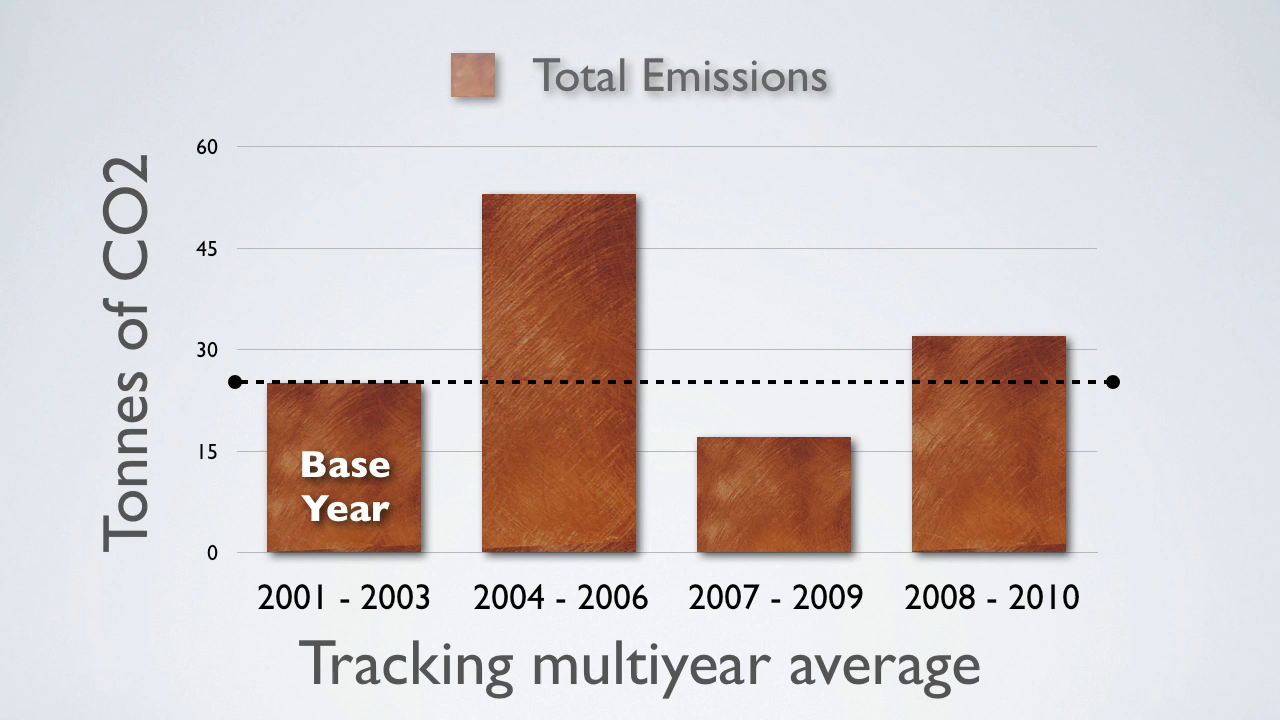 Total Emissions
Tonnes of CO2
60
45
30
15
0
Base
Year
2001 - 2003
2004 - 2006
2007 - 2009
2008 - 2010
Tracking multiyear average